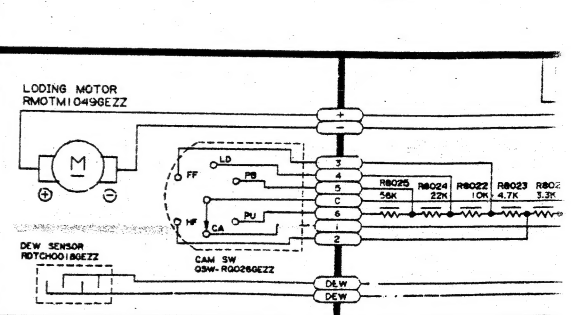 LODING MOTOR
RMOTM1049GEZZ
+
−
M
⊕
⊖
LD
FF
PB
HF
PU
CA
CAM SW
QSW-RQ026GEZZ
3
4
5
C
6
1
2
R8025
56K
R8024
22K
R8022
10K
R8023
4.7K
R802
3.3K
DEW SENSOR
RDTCH0018GEZZ
DEW
DEW